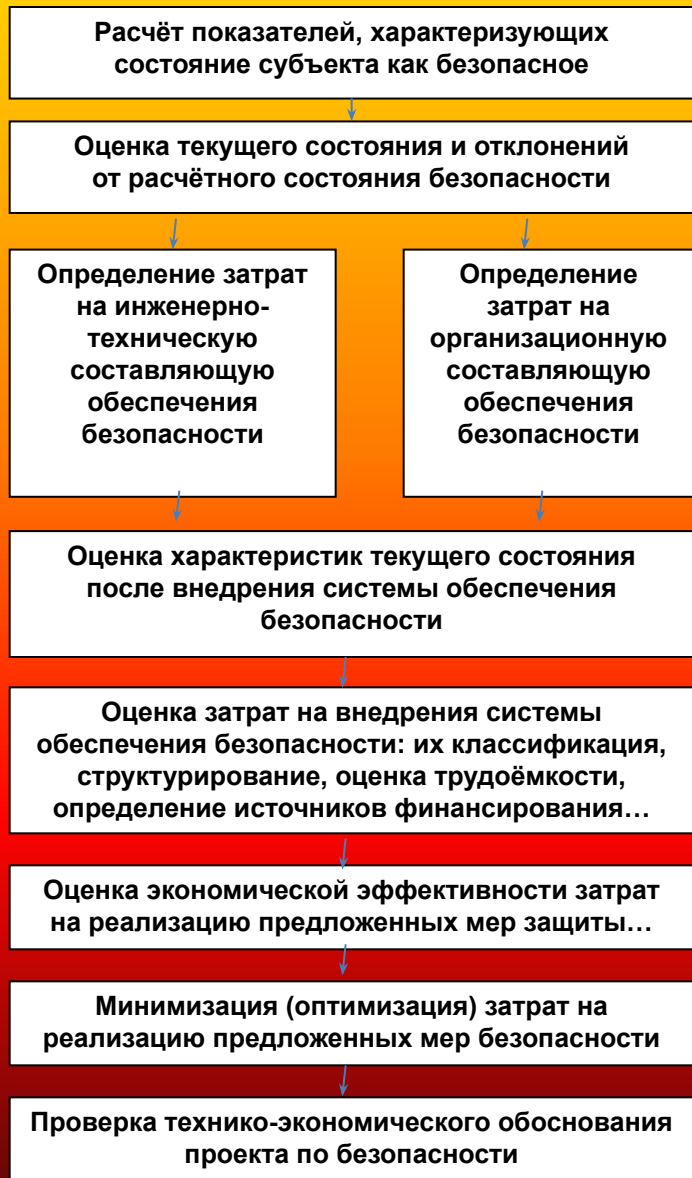 Расчёт показателей, характеризующих
состояние субъекта как безопасное
Оценка текущего состояния и отклонений
от расчётного состояния безопасности
Определение затрат
на инженерно-
техническую
составляющую
обеспечения
безопасности
Определение
затрат на
организационную
составляющую
обеспечения
безопасности
Оценка характеристик текущего состояния
после внедрения системы обеспечения
безопасности
Оценка затрат на внедрения системы
обеспечения безопасности: их классификация,
структурирование, оценка трудоёмкости,
определение источников финансирования…
Оценка экономической эффективности затрат
на реализацию предложенных мер защиты…
Минимизация (оптимизация) затрат на
реализацию предложенных мер безопасности
Проверка технико-экономического обоснования
проекта по безопасности